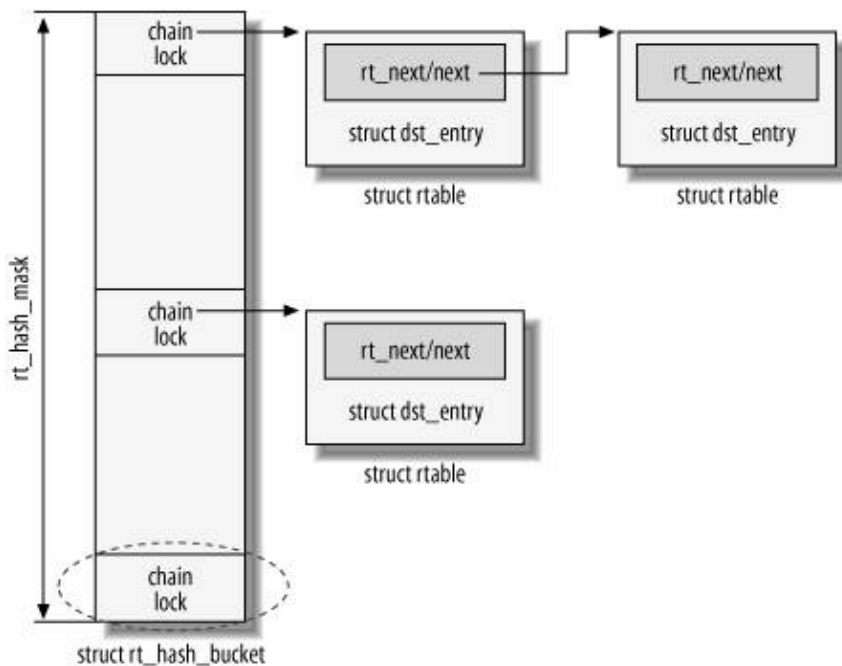 chain
lock
rt_next/next
struct dst_entry
struct rtable
rt_next/next
struct dst_entry
struct rtable
rt_hash_mask
chain
lock
rt_next/next
struct dst_entry
struct rtable
chain
lock
struct rt_hash_bucket